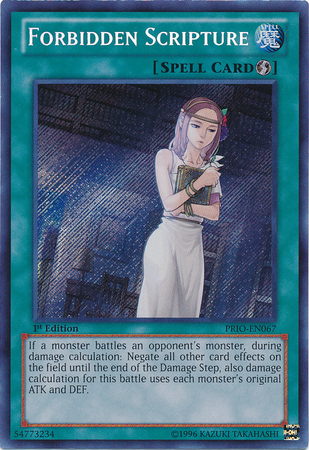 Forbidden Scripture
[Spell Card]
1st Edition
PRIO-EN067
If a monster battles an opponent's monster, during
damage calculation: Negate all other card effects on
the field until the end of the Damage Step, also damage
calculation for this battle uses each monster's original
ATK and DEF.
54773234
©1996 KAZUKI TAKAHASHI